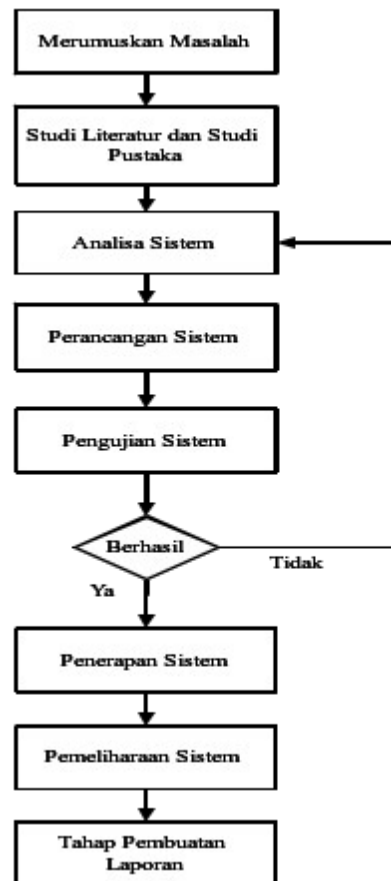 Merumuskan Masalah
Studi Literatur dan Studi
Pustaka
Analisa Sistem
Perancangan Sistem
Pengujian Sistem
Berhasil
Tidak
Ya
Penerapan Sistem
Pemeliharaan Sistem
Tahap Pembuatan
Laporan